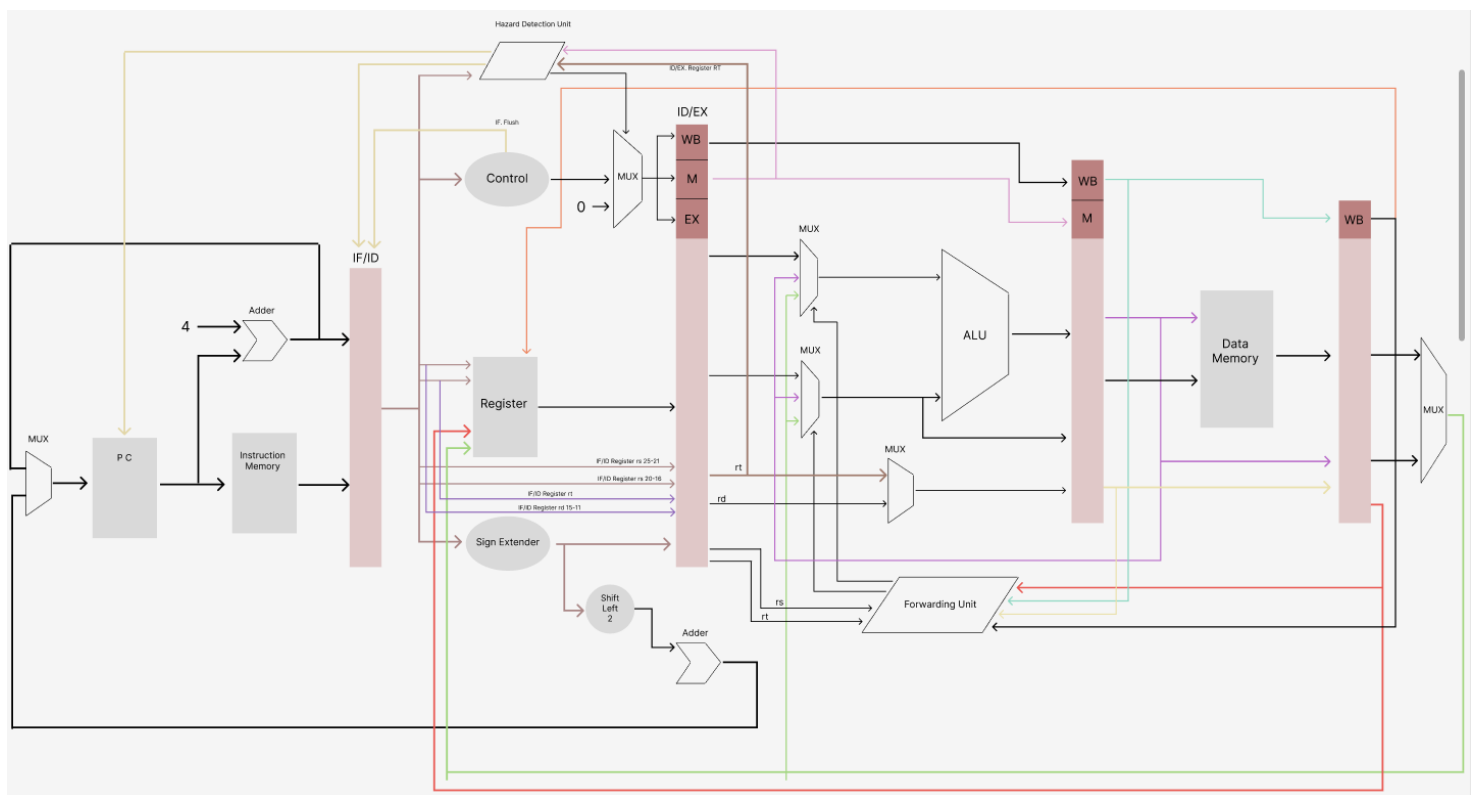 Hazard Detection Unit
ID/EX. Register RT
ID/EX
IF. Flush
WB
Control
MUX
M
0
EX
WB
M
WB
MUX
IF/ID
Adder
4
ALU
Data
Memory
MUX
Register
MUX
MUX
P C
Instruction
Memory
MUX
IF/ID Register rs 25-21
rt
IF/ID Register rs 20-16
IF/ID Register rt
rd
IF/ID Register rd 15-11
Sign Extender
Shift
Left
2
rs
rt
Forwarding Unit
Adder